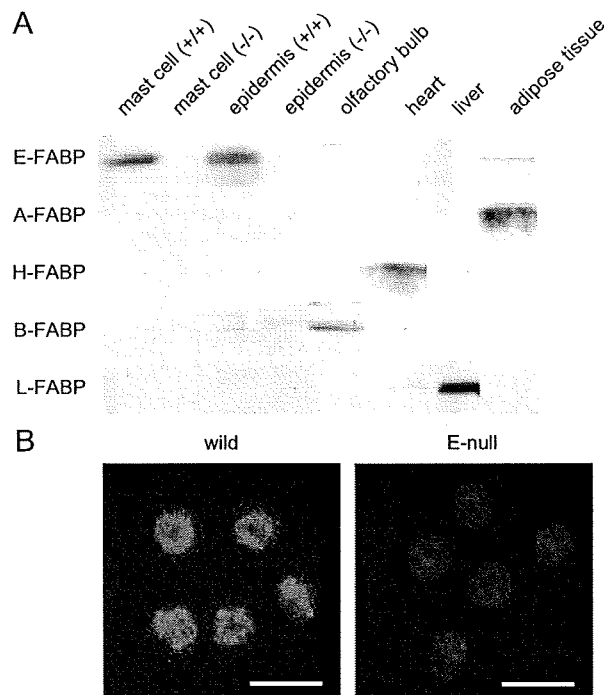 A
mast cell (+/+)
mast cell (-/-)
epidermis (+/+)
epidermis (-/-)
olfactory bulb
heart
liver
adipose tissue
E-FABP
A-FABP
H-FABP
B-FABP
L-FABP
B
wild
E-null